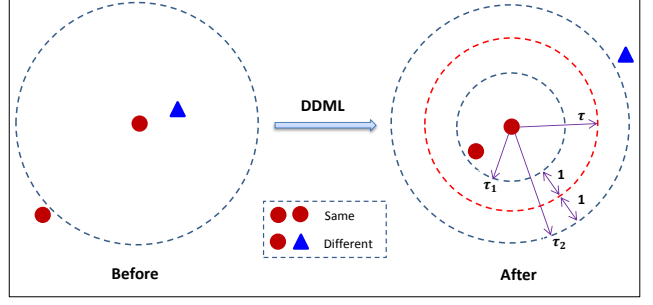 DDML
τ
τ₁
1
1
τ₂
Same
Different
Before
After